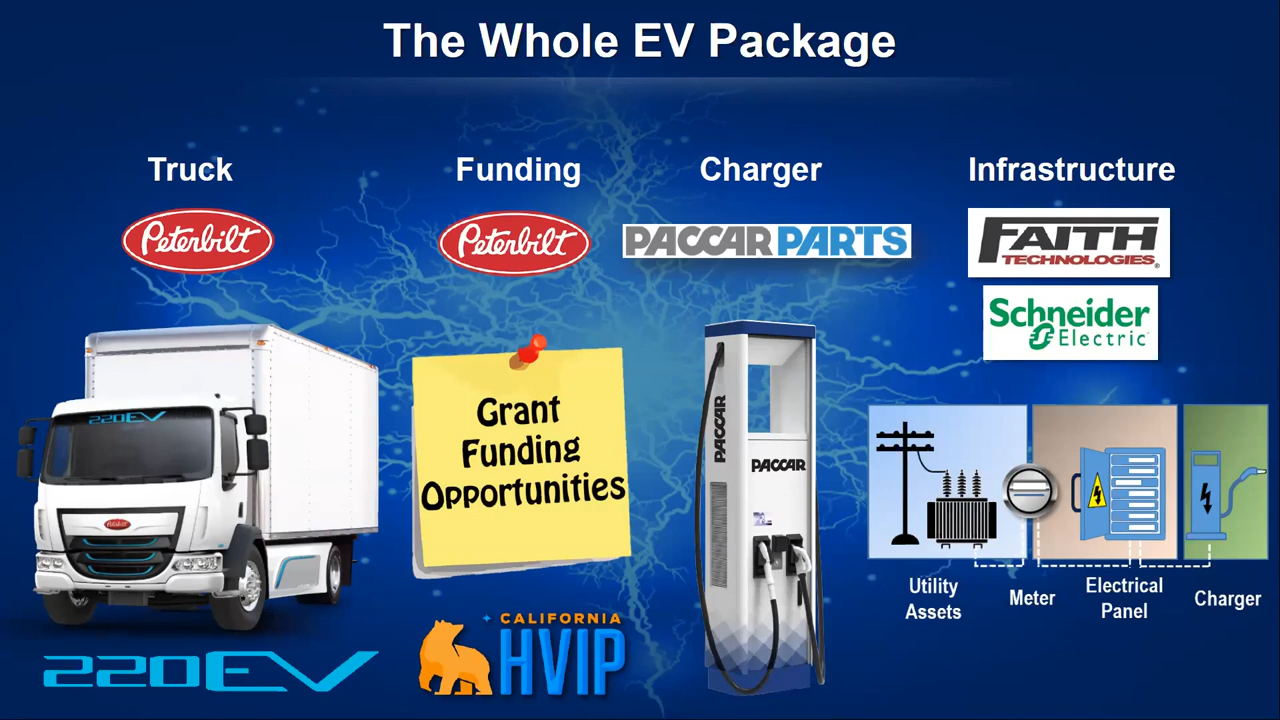 The Whole EV Package
Truck
Funding
Charger
Infrastructure
Peterbilt
Peterbilt
PACCAR PARTS
FAITH
TECHNOLOGIES®
Schneider
Electric
220EV
Peterbilt
Grant
Funding
Opportunities
PACCAR
PACCAR
Utility
Assets
Meter
Electrical
Panel
Charger
220EV
CALIFORNIA
HVIP